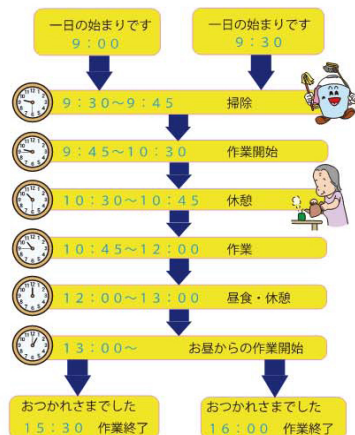 一日の始まりです
9：00
一日の始まりです
9：30
9：30～9：45 掃除
9：45～10：30 作業開始
10：30～10：45 休憩
10：45～12：00 作業
12：00～13：00 昼食・休憩
13：00～ お昼からの作業開始
おつかれさまでした
15：30 作業終了
おつかれさまでした
16：00 作業終了